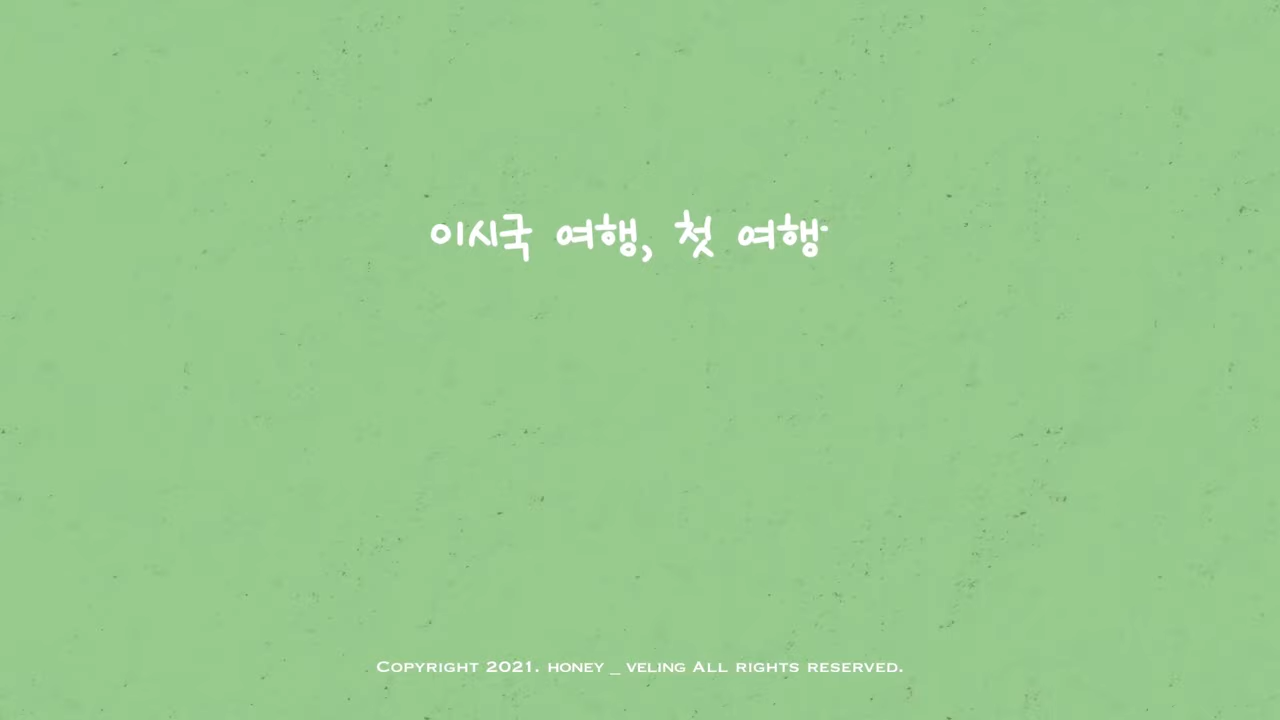 이시국 여행, 첫 여행
Copyright 2021. honey _ veling All rights reserved.